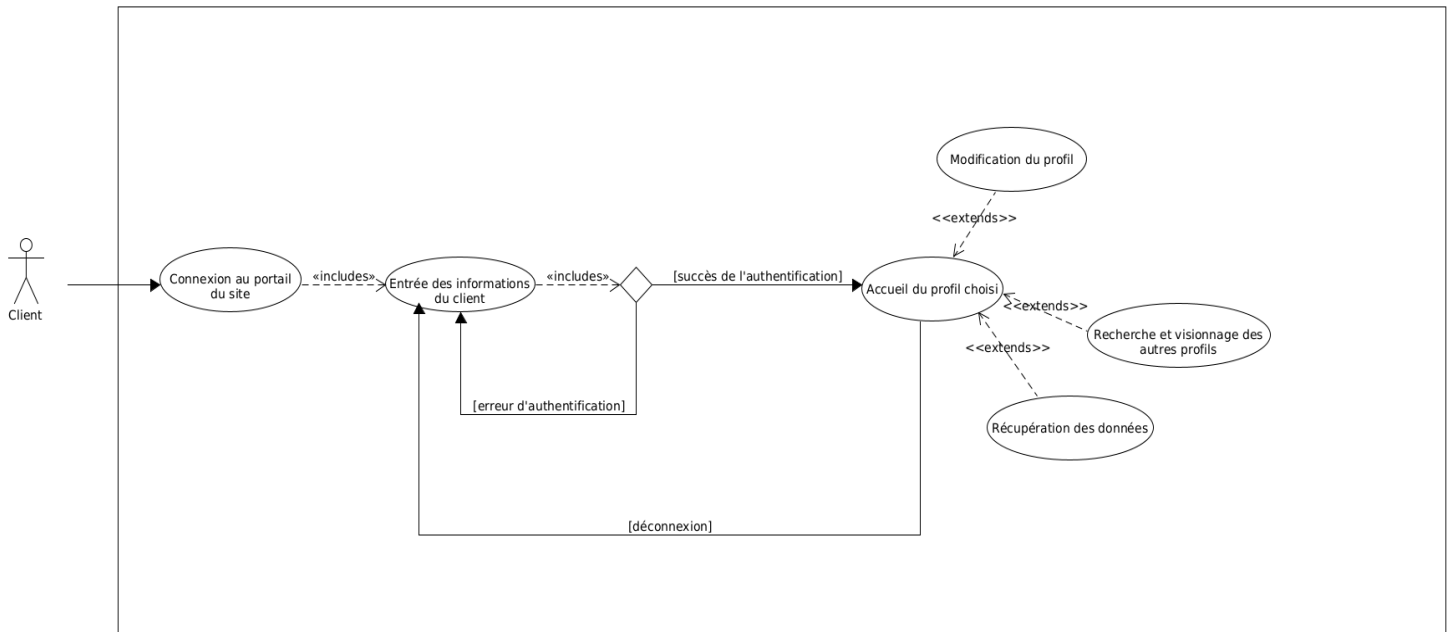 Modification du profil
<<extends>>
Client
Connexion au portail
du site
«includes»
Entrée des informations
du client
«includes»
[succès de l'authentification]
Accueil du profil choisi
<<extends>>
Recherche et visionnage des
autres profils
<<extends>>
[erreur d'authentification]
Récupération des données
[déconnexion]